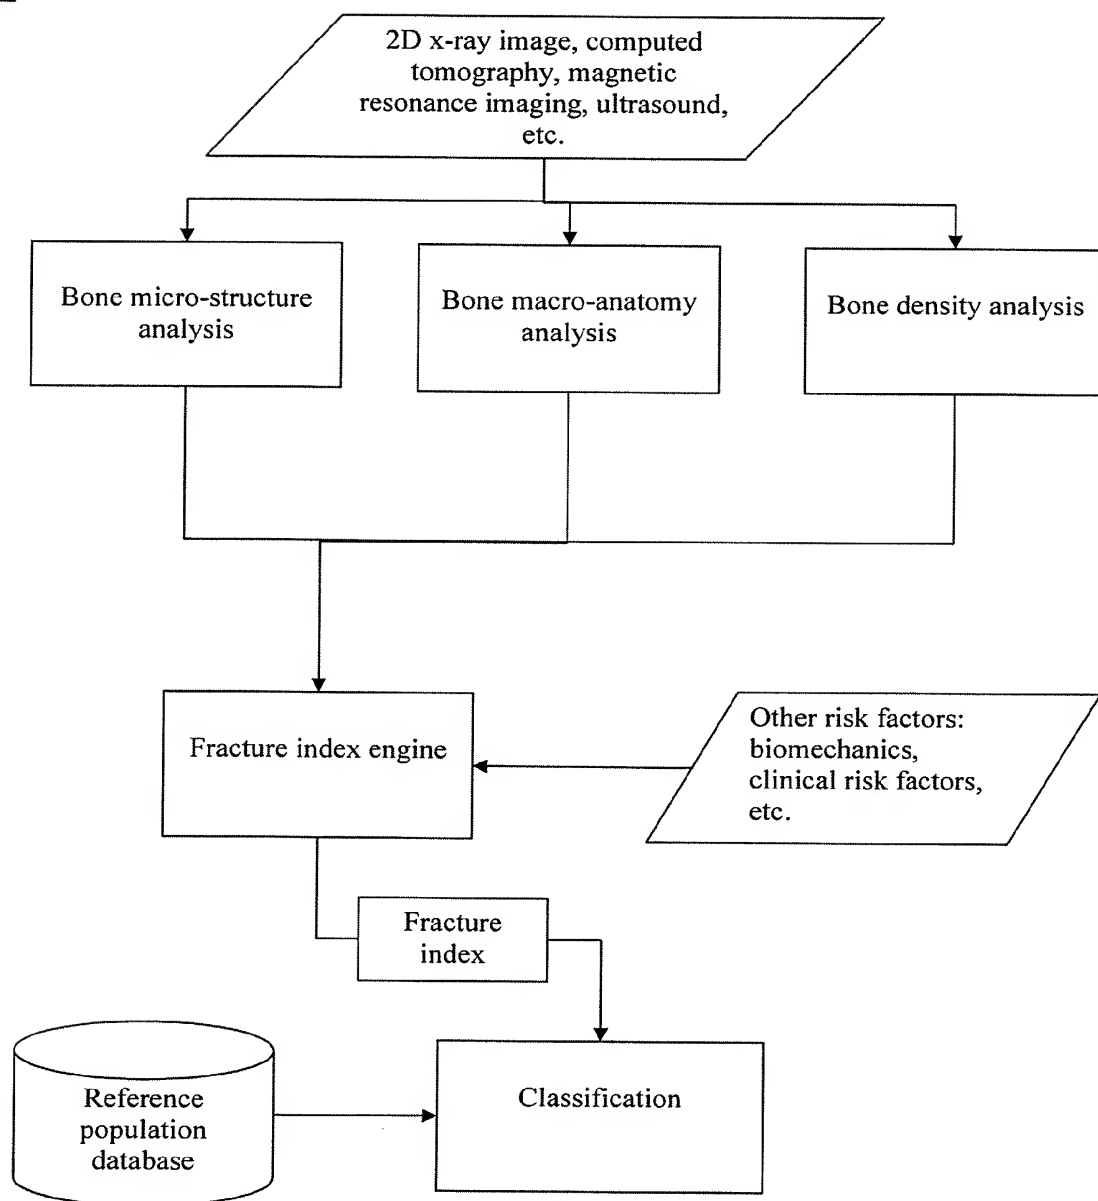 2D x-ray image, computed
tomography, magnetic
resonance imaging, ultrasound,
etc.
Bone micro-structure
analysis
Bone macro-anatomy
analysis
Bone density analysis
Fracture index engine
Other risk factors:
biomechanics,
clinical risk factors,
etc.
Fracture
index
Reference
population
database
Classification